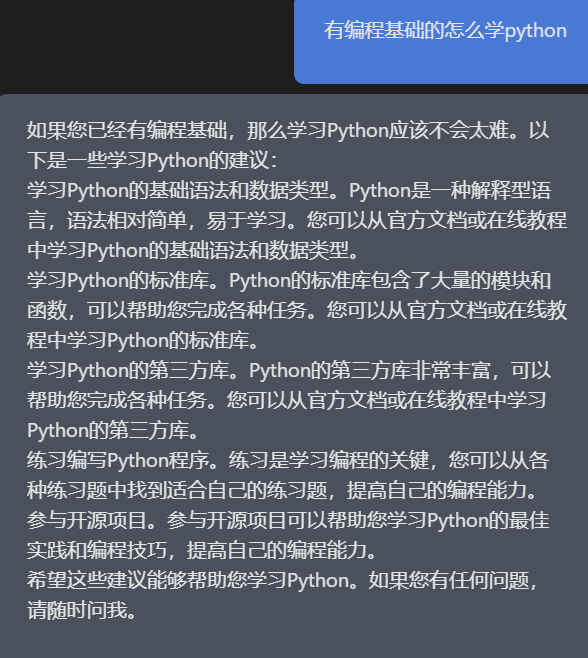 有编程基础的怎么学python
如果您已经有编程基础，那么学习Python应该不会太难。以
下是一些学习Python的建议：
学习Python的基础语法和数据类型。Python是一种解释型语
言，语法相对简单，易于学习。您可以从官方文档或在线教程
中学习Python的基础语法和数据类型。
学习Python的标准库。Python的标准库包含了大量的模块和
函数，可以帮助您完成各种任务。您可以从官方文档或在线教
程中学习Python的标准库。
学习Python的第三方库。Python的第三方库非常丰富，可以
帮助您完成各种任务。您可以从官方文档或在线教程中学习
Python的第三方库。
练习编写Python程序。练习是学习编程的关键，您可以从各
种练习题中找到适合自己的练习题，提高自己的编程能力。
参与开源项目。参与开源项目可以帮助您学习Python的最佳
实践和编程技巧，提高自己的编程能力。
希望这些建议能够帮助您学习Python。如果您有任何问题，
请随时问我。